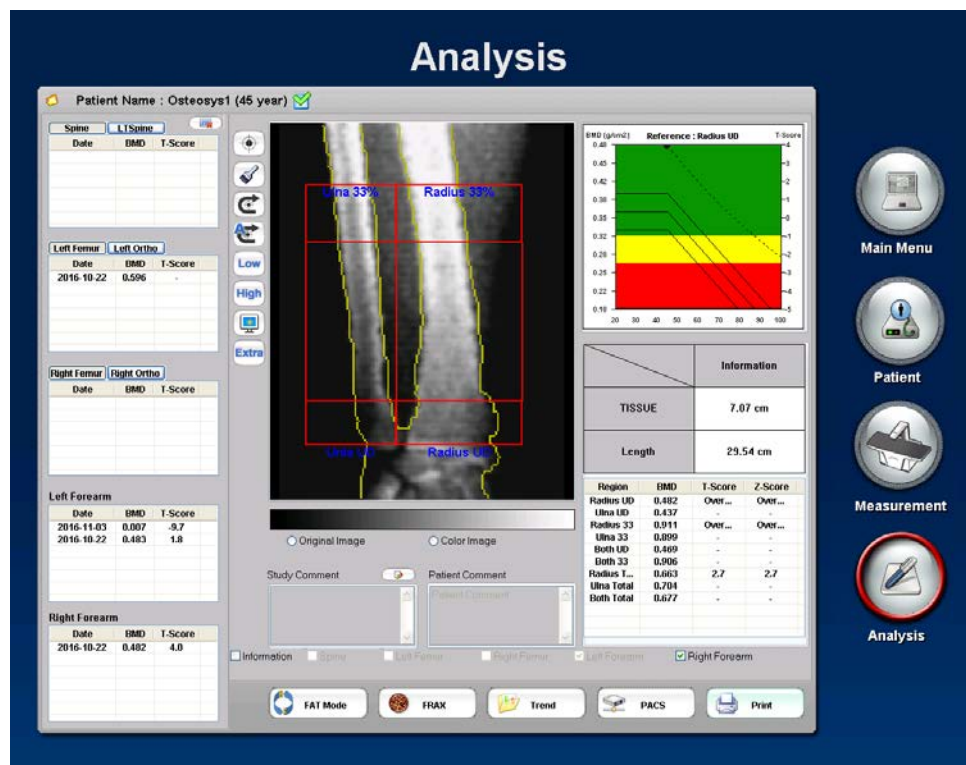 Analysis
Patient Name : Osteosys1 (45 year)
Spine LTSpine
Date BMD T-Score
Left Femur Left Ortho
Date BMD T-Score
2016-10-22 0.596 -
Right Femur Right Ortho
Date BMD T-Score
Left Forearm
Date BMD T-Score
2016-11-03 0.007 -9.7
2016-10-22 0.483 1.8
Right Forearm
Date BMD T-Score
2016-10-22 0.482 4.0
A
Low
High
Extra
Ulna 33% Radius 33%
Ulna UD Radius UD
Original Image Color Image
Study Comment Patient Comment
Patient Comment
BMD (g/cm2) Reference : Radius UD T-Score
0.48 4
0.45 3
0.42 2
0.38 1
0.35 0
0.32 -1
0.28 -2
0.25 -3
0.22 -4
0.18 -5
20 30 40 50 60 70 80 90 100
Information
TISSUE 7.07 cm
Length 29.54 cm
Region BMD T-Score Z-Score
Radius UD 0.482 Over... Over...
Ulna UD 0.437 - -
Radius 33 0.911 Over... Over...
Ulna 33 0.899 - -
Both UD 0.469 - -
Both 33 0.906 - -
Radius T... 0.663 2.7 2.7
Ulna Total 0.704 - -
Both Total 0.677 - -
Information Spine Left Femur Right Femur Left Forearm Right Forearm
FAT Mode FRAX Trend PACS Print
Main Menu
Patient
Measurement
Analysis